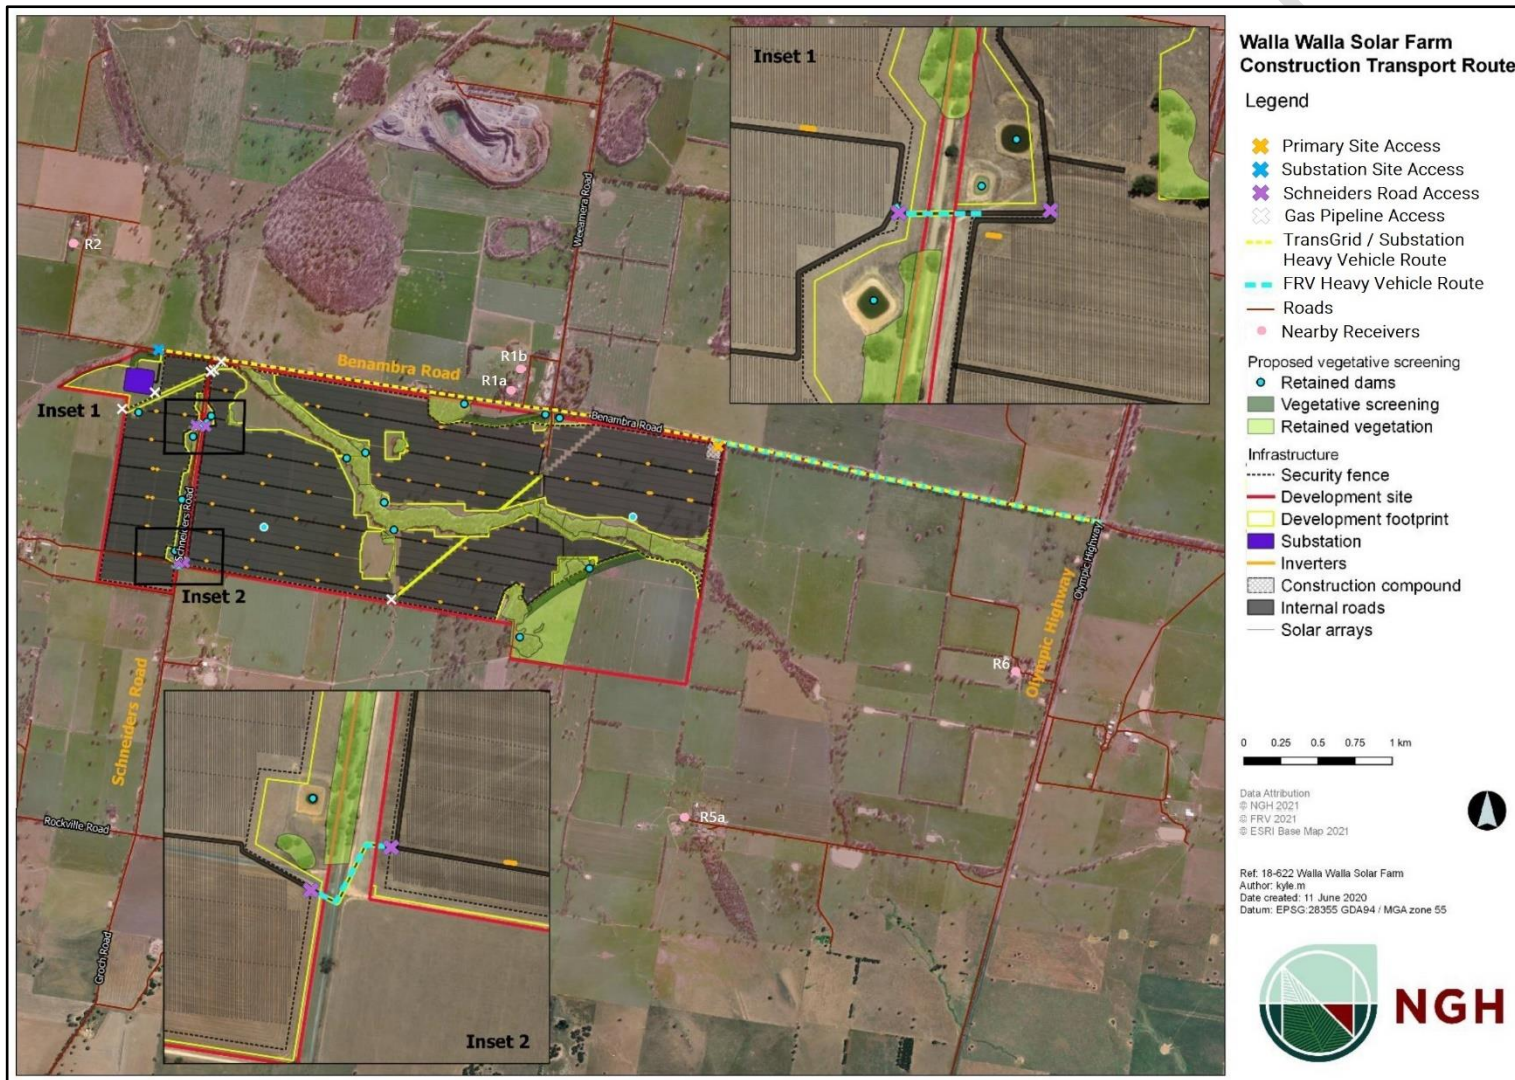 Walla Walla Solar Farm
Construction Transport Route
Legend
Primary Site Access
Substation Site Access
Schneiders Road Access
Gas Pipeline Access
TransGrid / Substation
Heavy Vehicle Route
FRV Heavy Vehicle Route
Roads
Nearby Receivers
Proposed vegetative screening
Retained dams
Vegetative screening
Retained vegetation
Infrastructure
Security fence
Development site
Development footprint
Substation
Inverters
Construction compound
Internal roads
Solar arrays
0 0.25 0.5 0.75 1 km
Data Attribution
© NGH 2021
© FRV 2021
© ESRI Base Map 2021
Ref: 18-622 Walla Walla Solar Farm
Author: kyle.m
Date created: 11 June 2020
Datum: EPSG:28355 GDA94 / MGA zone 55
NGH
Inset 1
Weeamera Road
R2
Benambra Road
R1b
R1a
Inset 1
Benambra Road
Schneiders Road
Inset 2
Olympic Highway
Olympic Highway
R6
Schneiders Road
Rockville Road
R5a
Groch Road
Inset 2